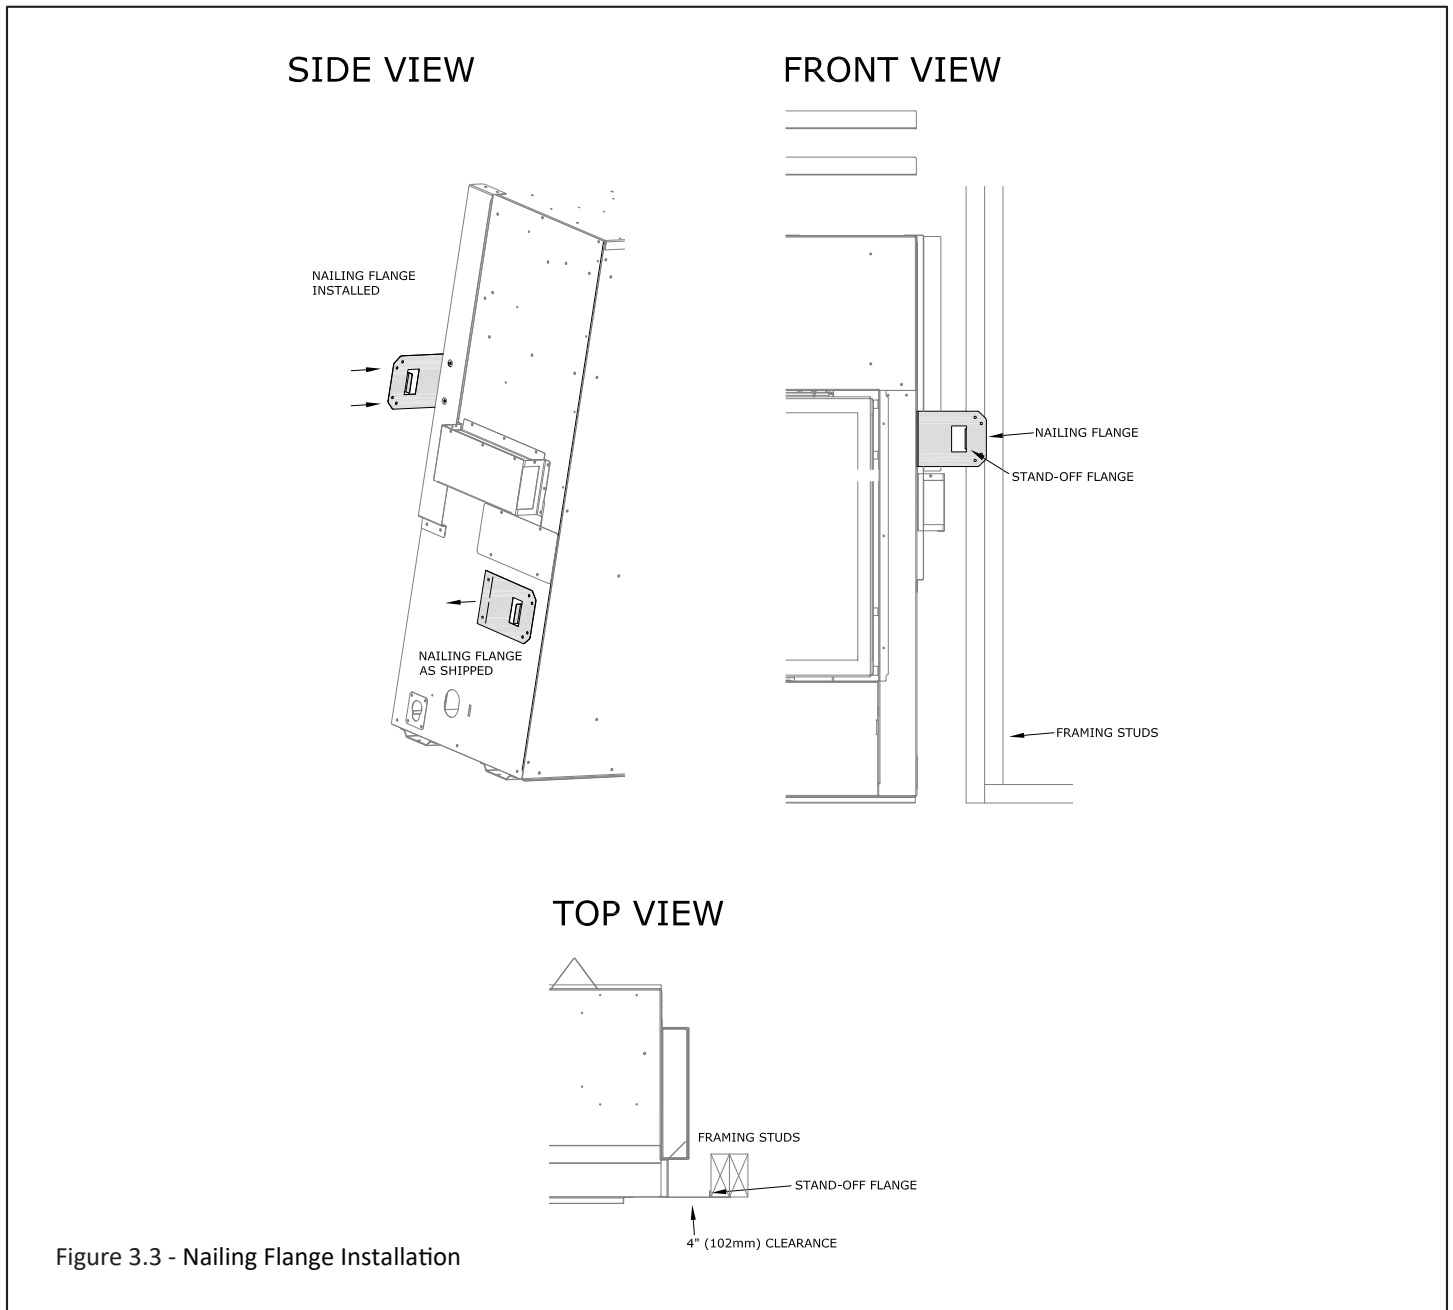 SIDE VIEW
FRONT VIEW
NAILING FLANGE
INSTALLED
NAILING FLANGE
STAND-OFF FLANGE
NAILING FLANGE
AS SHIPPED
FRAMING STUDS
TOP VIEW
FRAMING STUDS
STAND-OFF FLANGE
4" (102mm) CLEARANCE
Figure 3.3 - Nailing Flange Installation